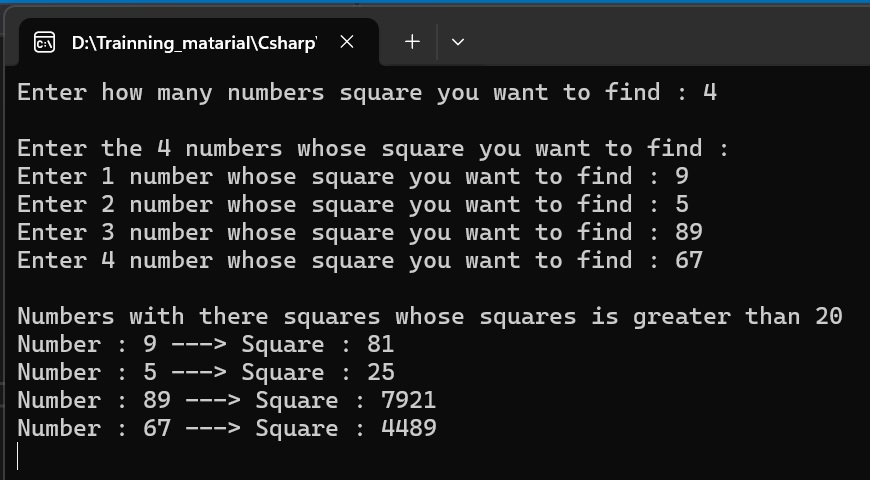 D:\Trainning_matarial\Csharp'
Enter how many numbers square you want to find : 4
Enter the 4 numbers whose square you want to find :
Enter 1 number whose square you want to find : 9
Enter 2 number whose square you want to find : 5
Enter 3 number whose square you want to find : 89
Enter 4 number whose square you want to find : 67
Numbers with there squares whose squares is greater than 20
Number : 9 ---> Square : 81
Number : 5 ---> Square : 25
Number : 89 ---> Square : 7921
Number : 67 ---> Square : 4489